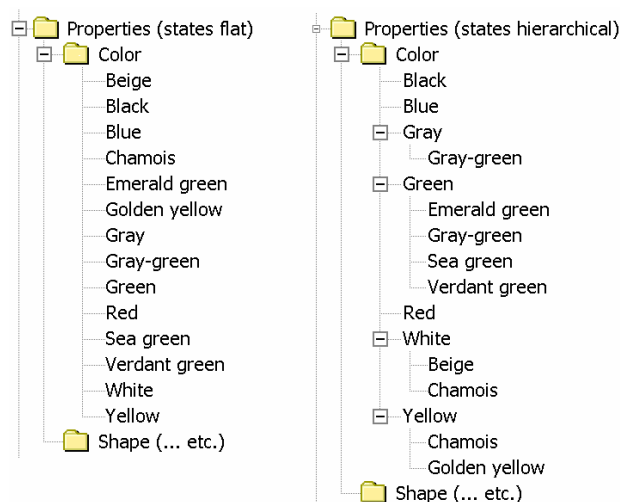 Properties (states flat)
Color
Beige
Black
Blue
Chamois
Emerald green
Golden yellow
Gray
Gray-green
Green
Red
Sea green
Verdant green
White
Yellow
Shape (... etc.)
Properties (states hierarchical)
Color
Black
Blue
Gray
Gray-green
Green
Emerald green
Gray-green
Sea green
Verdant green
Red
White
Beige
Chamois
Yellow
Chamois
Golden yellow
Shape (... etc.)